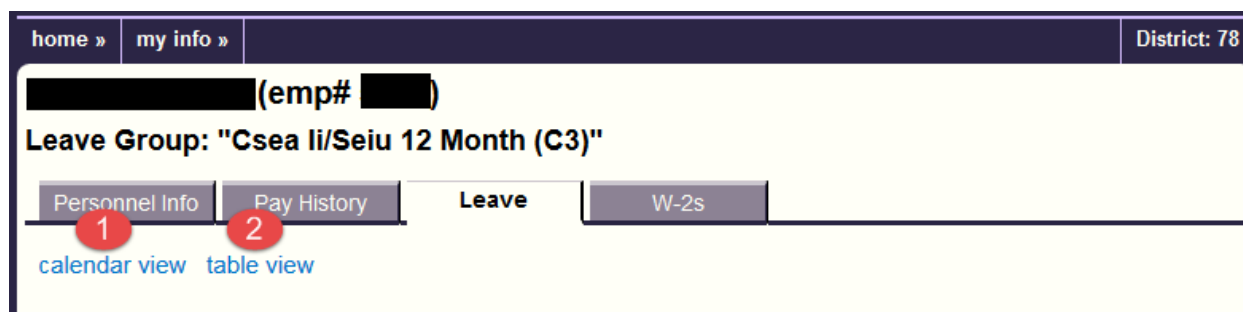 home » my info » District: 78
(emp# )
Leave Group: "Csea Ii/Seiu 12 Month (C3)"
Personnel Info Pay History Leave W-2s
1 2
calendar view table view